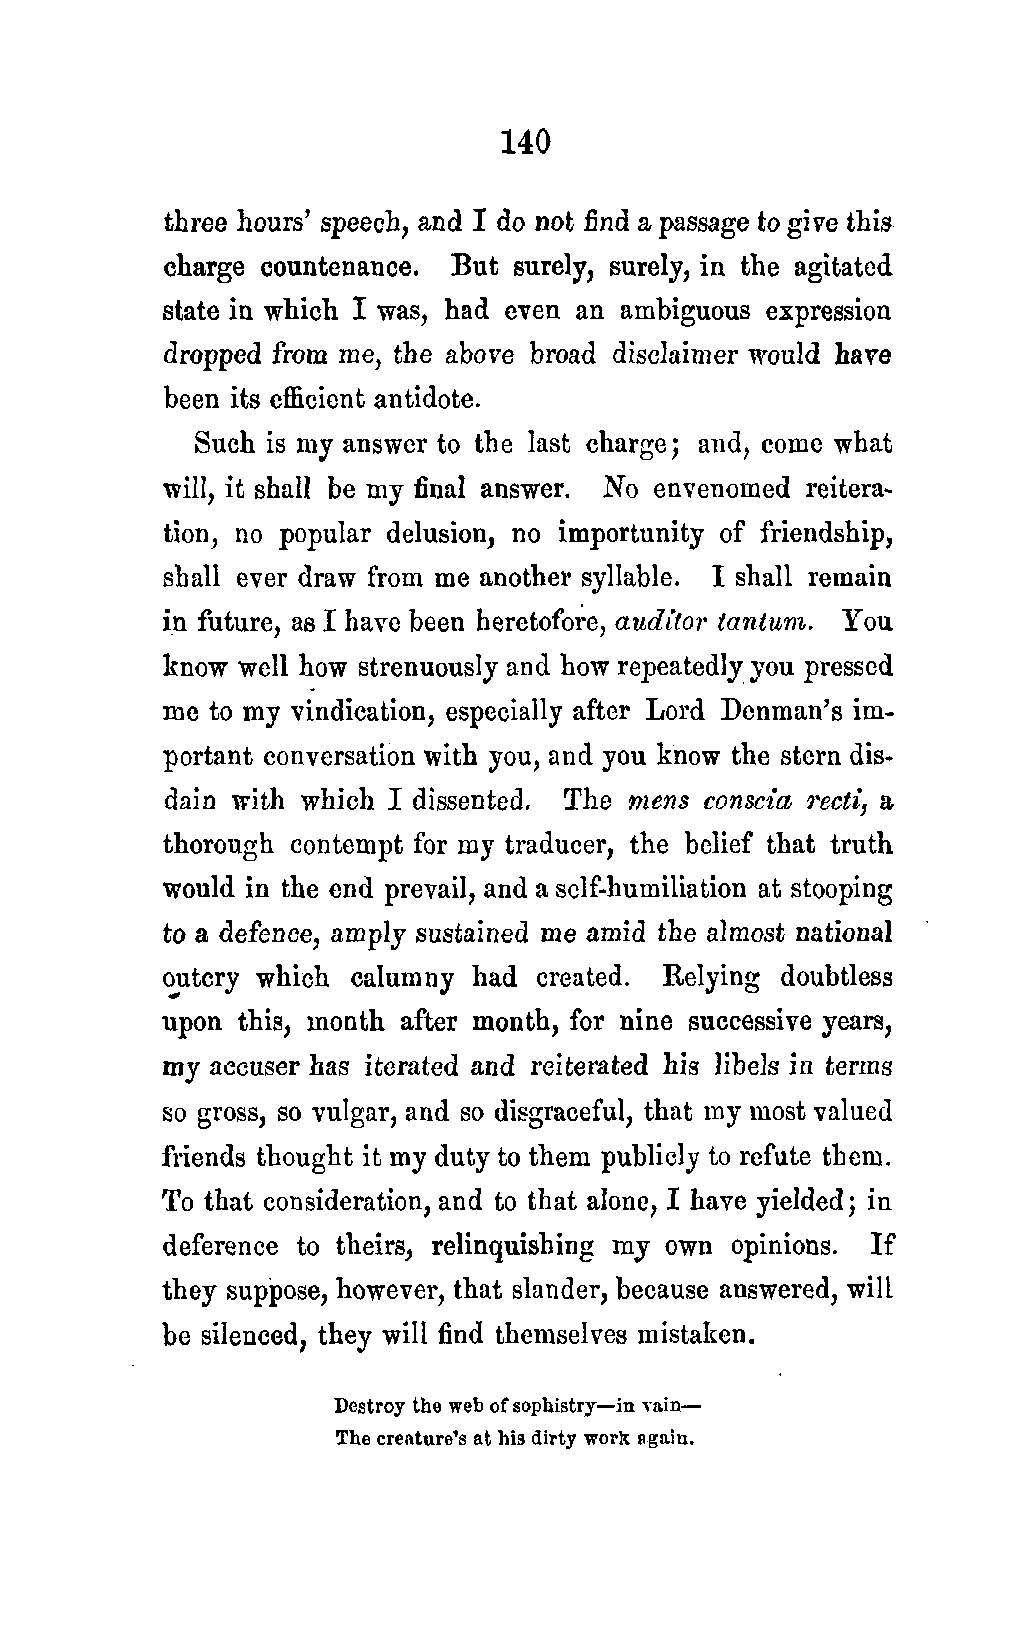 140
three hours' speech, and I do not find a passage to give this
charge countenance. But surely, surely, in the agitated
state in which I was, had even an ambiguous expression
dropped from me, the above broad disclaimer would have
been its efficient antidote.
Such is my answer to the last charge; and, come what
will, it shall be my final answer. No envenomed reitera-
tion, no popular delusion, no importunity of friendship,
shall ever draw from me another syllable. I shall remain
in future, as I have been heretofore, auditor tantum. You
know well how strenuously and how repeatedly you pressed
me to my vindication, especially after Lord Denman's im-
portant conversation with you, and you know the stern dis-
dain with which I dissented. The mens conscia recti, a
thorough contempt for my traducer, the belief that truth
would in the end prevail, and a self-humiliation at stooping
to a defence, amply sustained me amid the almost national
outcry which calumny had created. Relying doubtless
upon this, month after month, for nine successive years,
my accuser has iterated and reiterated his libels in terms
so gross, so vulgar, and so disgraceful, that my most valued
friends thought it my duty to them publicly to refute them.
To that consideration, and to that alone, I have yielded; in
deference to theirs, relinquishing my own opinions. If
they suppose, however, that slander, because answered, will
be silenced, they will find themselves mistaken.
Destroy the web of sophistry—in vain—
The creature's at his dirty work again.